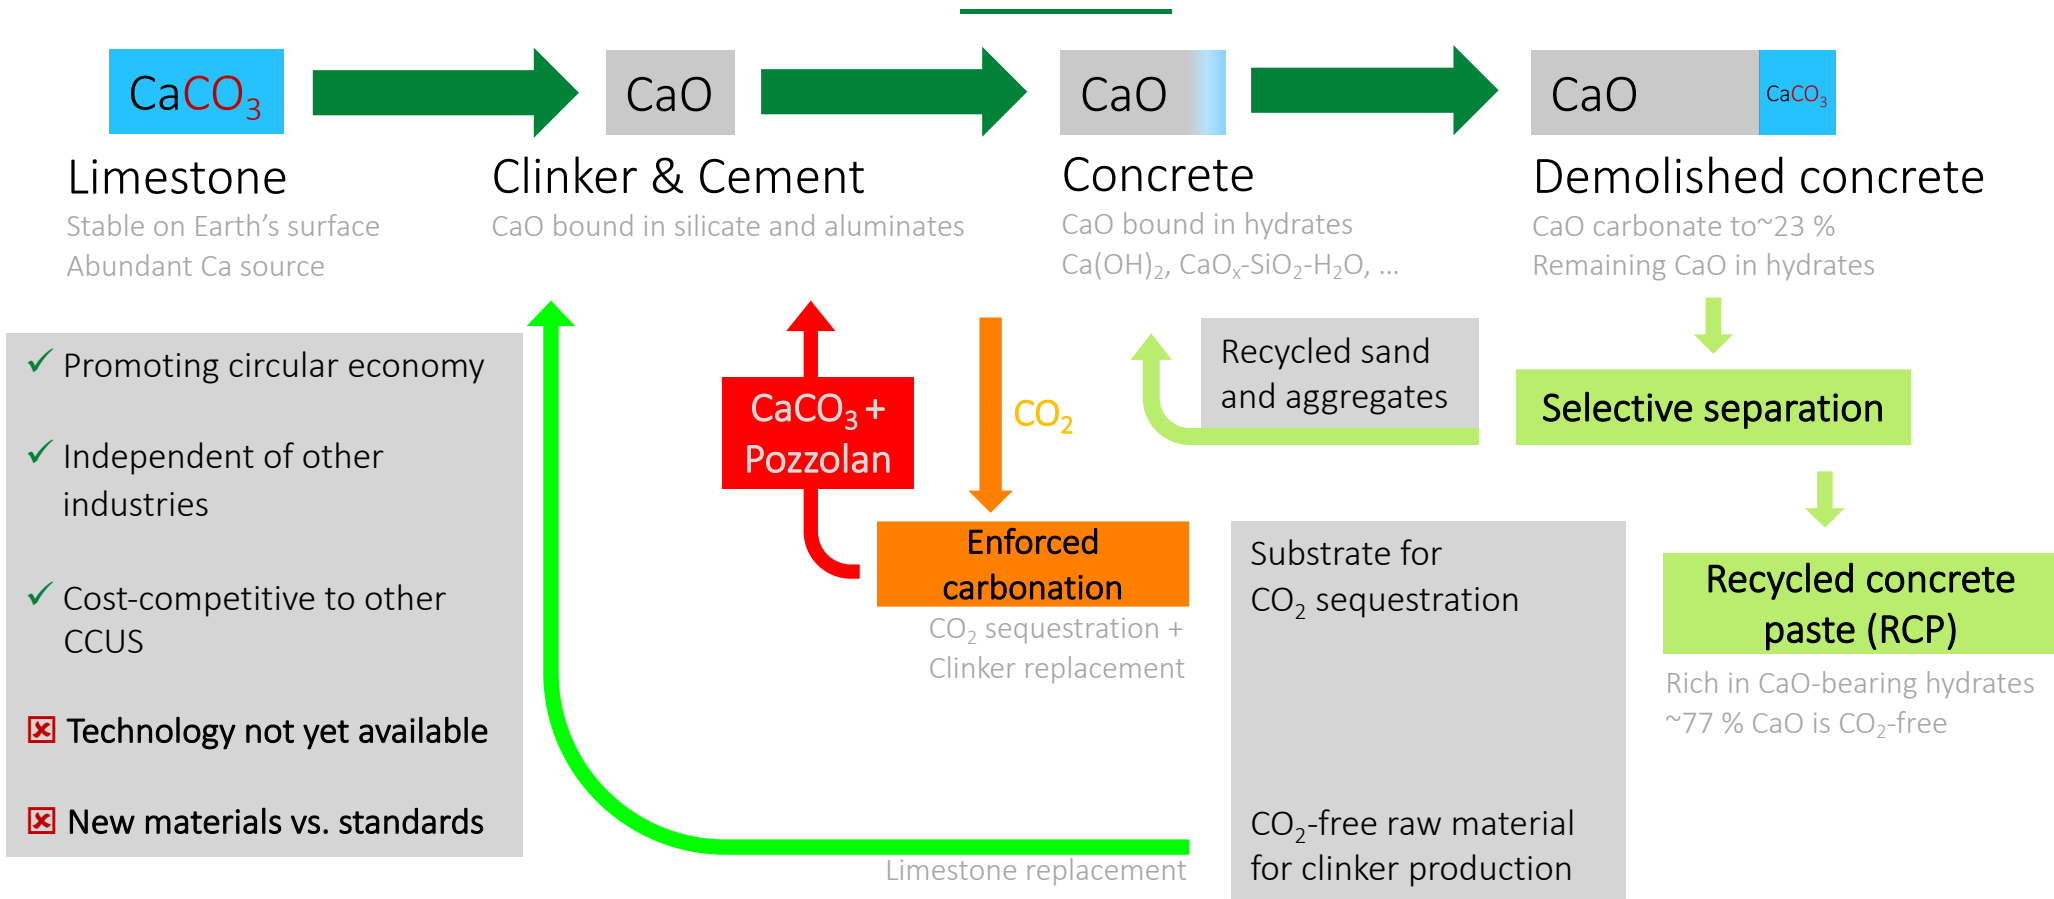 CaCO₃
CaO
CaO
CaO
CaCO₃
Limestone
Stable on Earth’s surface
Abundant Ca source
Clinker & Cement
CaO bound in silicate and aluminates
Concrete
CaO bound in hydrates
Ca(OH)₂, CaOₓ-SiO₂-H₂O, ...
Demolished concrete
CaO carbonate to~23 %
Remaining CaO in hydrates
✓ Promoting circular economy
✓ Independent of other
industries
✓ Cost-competitive to other
CCUS
☒ Technology not yet available
☒ New materials vs. standards
CaCO₃ +
Pozzolan
CO₂
Recycled sand
and aggregates
Selective separation
Enforced
carbonation
CO₂ sequestration +
Clinker replacement
Substrate for
CO₂ sequestration
Recycled concrete
paste (RCP)
Rich in CaO-bearing hydrates
~77 % CaO is CO₂-free
CO₂-free raw material
for clinker production
Limestone replacement